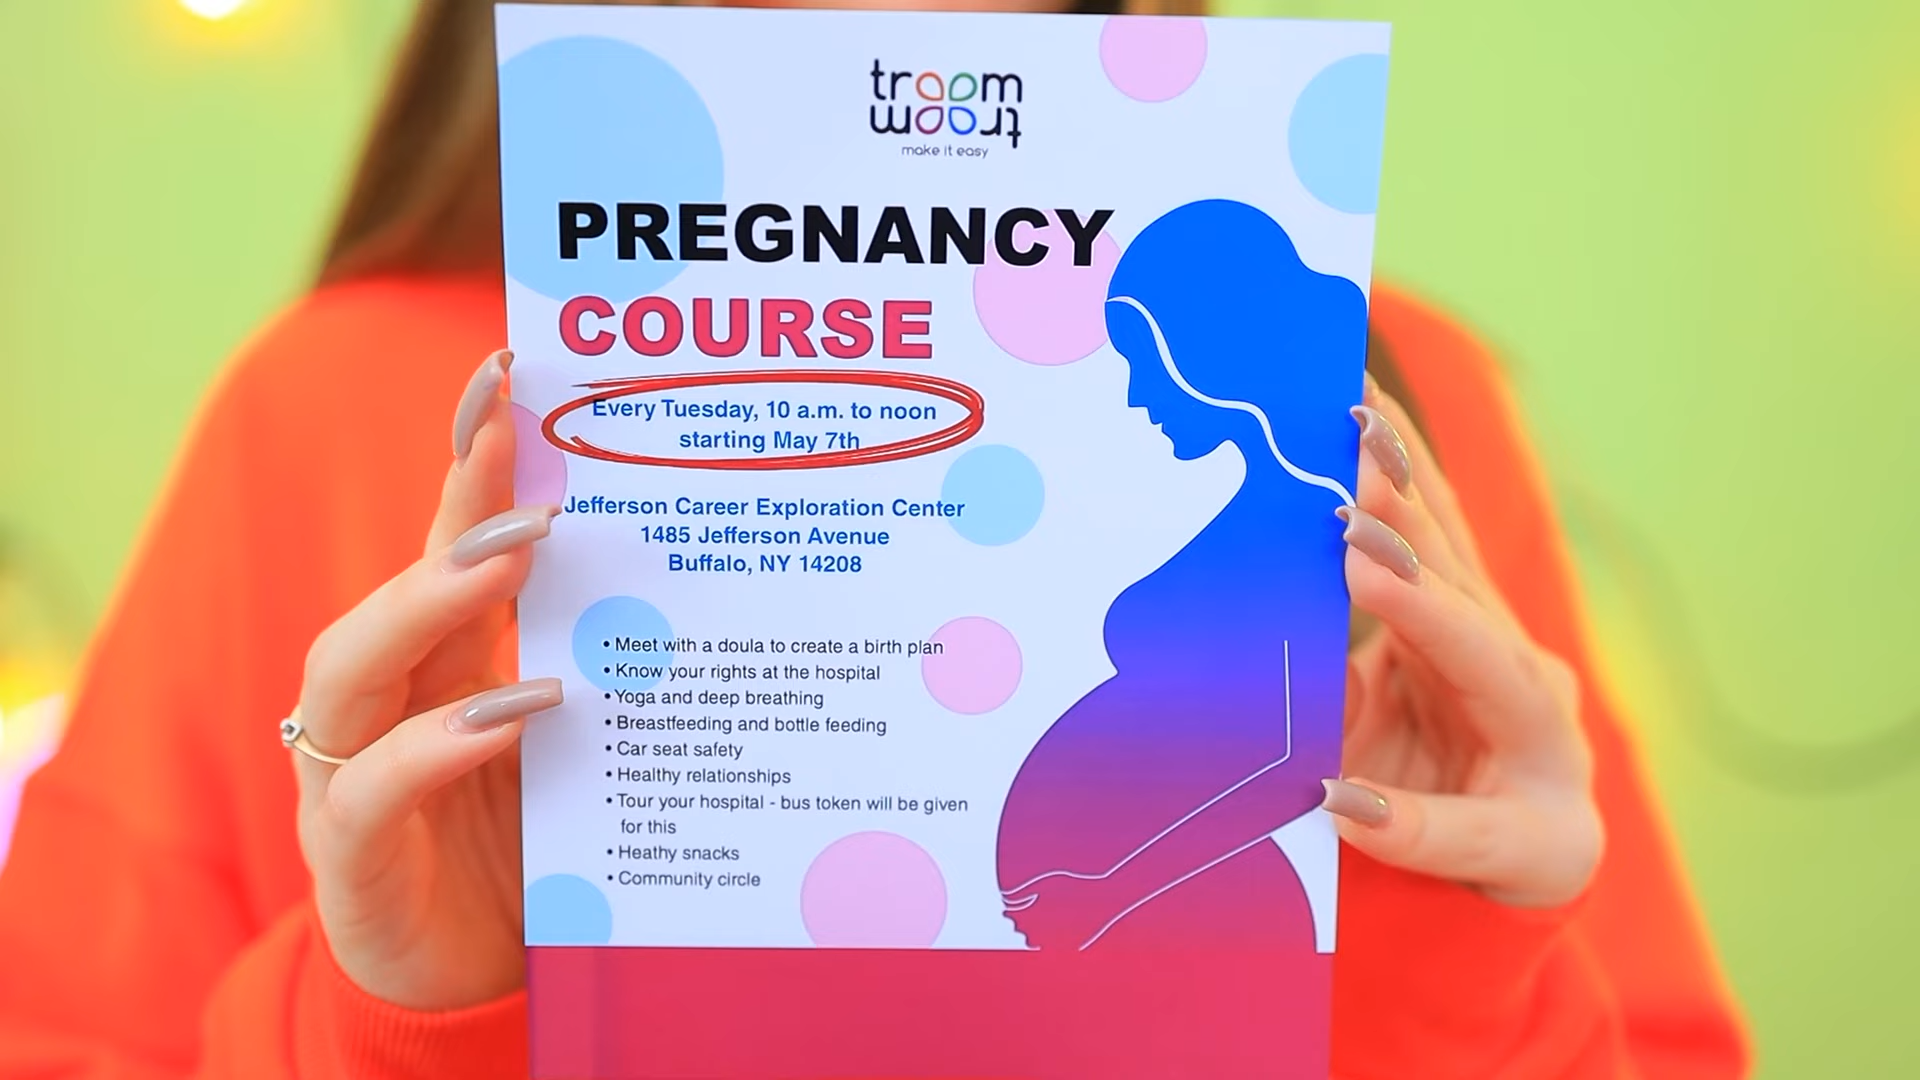 troom
troom
make it easy
PREGNANCY
COURSE
Every Tuesday, 10 a.m. to noon
starting May 7th
Jefferson Career Exploration Center
1485 Jefferson Avenue
Buffalo, NY 14208
• Meet with a doula to create a birth plan
• Know your rights at the hospital
• Yoga and deep breathing
• Breastfeeding and bottle feeding
• Car seat safety
• Healthy relationships
• Tour your hospital - bus token will be given
for this
• Heathy snacks
• Community circle